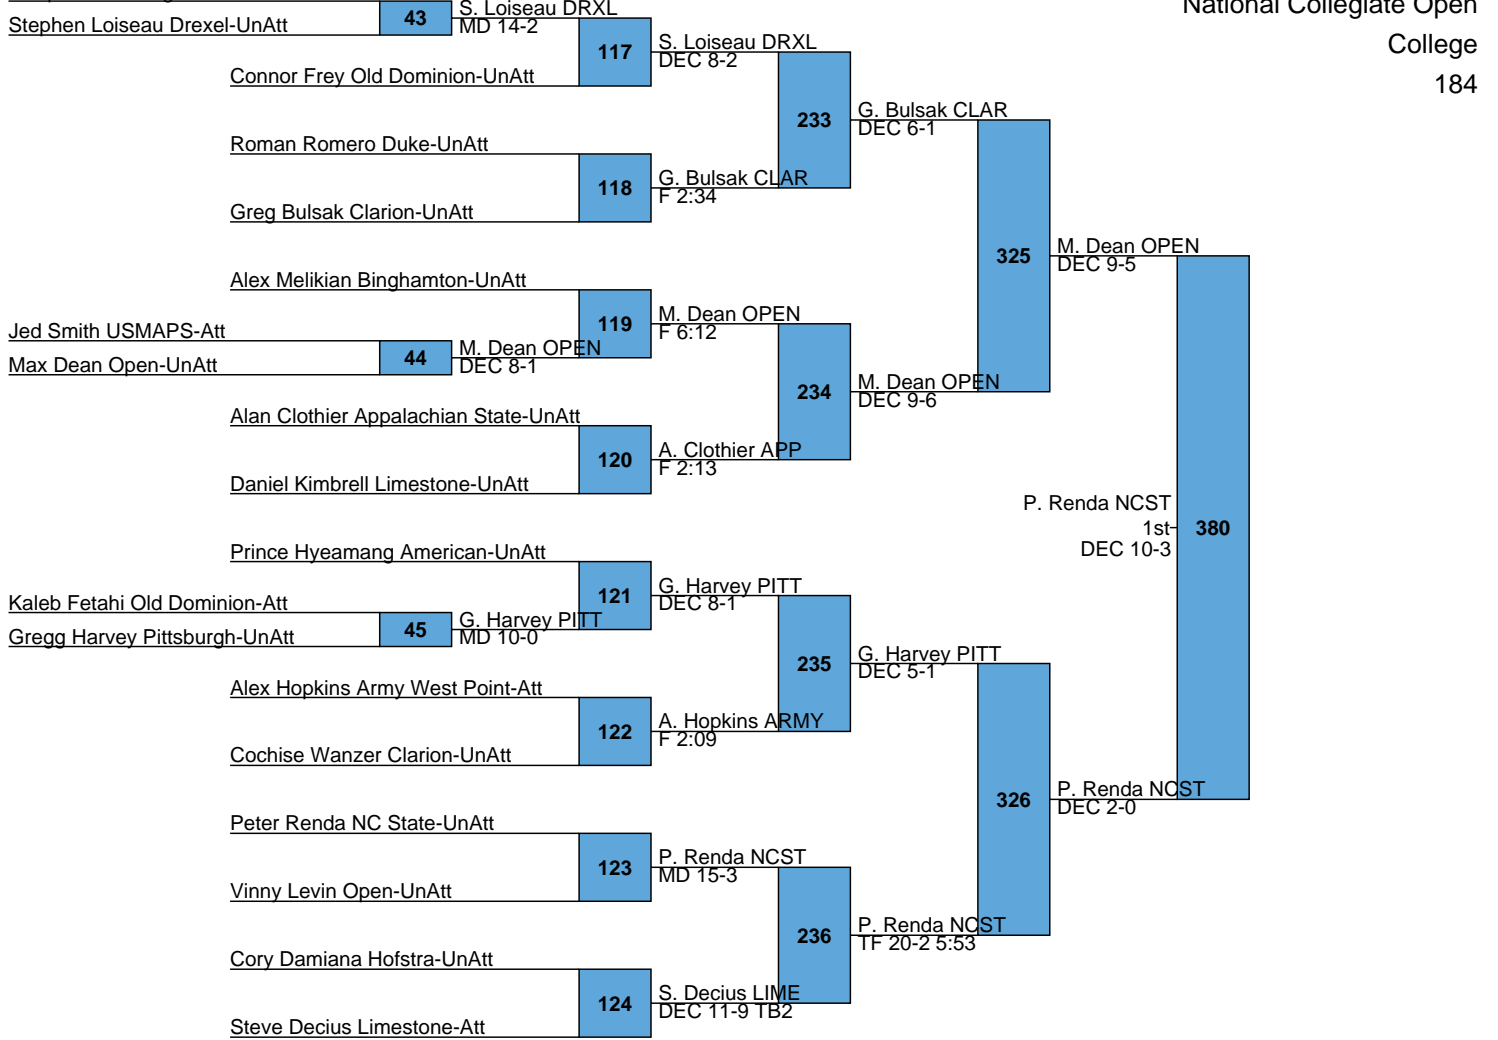 National Collegiate Open
College
184
Stephen Loiseau Drexel-UnAtt
43
S. Loiseau DRXL
MD 14-2
117
S. Loiseau DRXL
DEC 8-2
Connor Frey Old Dominion-UnAtt
233
G. Bulsak CLAR
DEC 6-1
Roman Romero Duke-UnAtt
118
G. Bulsak CLAR
F 2:34
Greg Bulsak Clarion-UnAtt
325
M. Dean OPEN
DEC 9-5
Alex Melikian Binghamton-UnAtt
119
M. Dean OPEN
F 6:12
Jed Smith USMAPS-Att
44
M. Dean OPEN
DEC 8-1
Max Dean Open-UnAtt
234
M. Dean OPEN
DEC 9-6
Alan Clothier Appalachian State-UnAtt
120
A. Clothier APP
F 2:13
Daniel Kimbrell Limestone-UnAtt
P. Renda NCST
1st
DEC 10-3
380
Prince Hyeamang American-UnAtt
121
G. Harvey PITT
DEC 8-1
Kaleb Fetahi Old Dominion-Att
45
G. Harvey PITT
MD 10-0
Gregg Harvey Pittsburgh-UnAtt
235
G. Harvey PITT
DEC 5-1
Alex Hopkins Army West Point-Att
122
A. Hopkins ARMY
F 2:09
Cochise Wanzer Clarion-UnAtt
326
P. Renda NCST
DEC 2-0
Peter Renda NC State-UnAtt
123
P. Renda NCST
MD 15-3
Vinny Levin Open-UnAtt
236
P. Renda NCST
TF 20-2 5:53
Cory Damiana Hofstra-UnAtt
124
S. Decius LIME
DEC 11-9 TB2
Steve Decius Limestone-Att